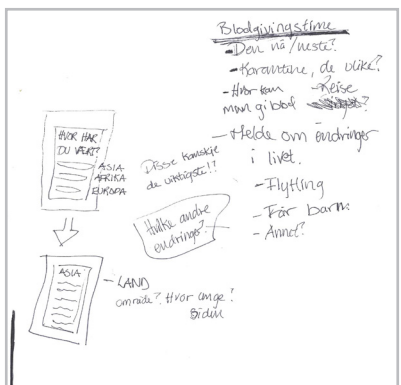 Blodgivingstime
- Den nå/neste?
- Karantene, de ulike?
- Hvor kan - Reise
man gi blod ?
- Melde om endringer
i livet.
- Flytting
- Får barn
- Annet?
HVOR HAR
DU VÆRT?
ASIA
AFRIKA
EUROPA
Disse kanskje
de viktigste!?
Hvilke andre
endringer?
ASIA
- LAND
område? Hvor lenge?
Siden